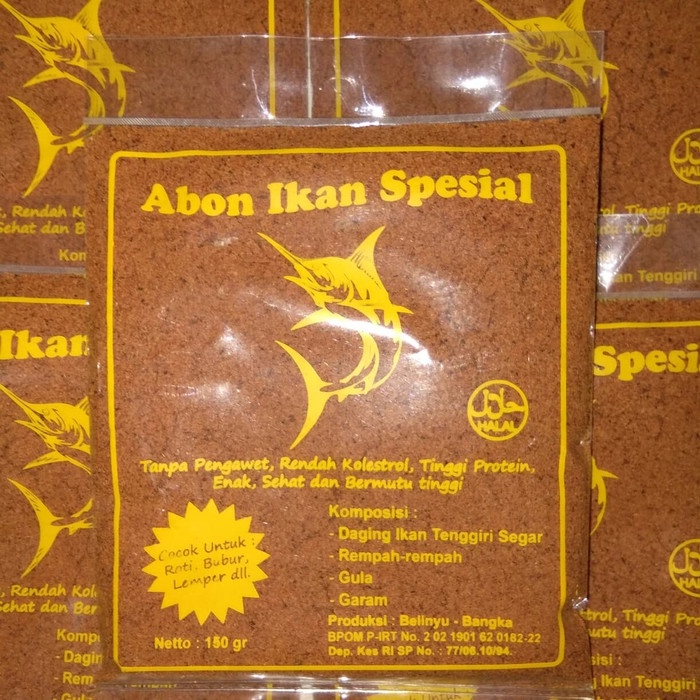 Abon Ikan Spesial
حلال
HALAL
Tanpa Pengawet, Rendah Kolestrol, Tinggi Protein,
Enak, Sehat dan Bermutu tinggi
Cocok Untuk :
Roti, Bubur,
Lemper dll.
Netto : 150 gr
Komposisi :
- Daging Ikan Tenggiri Segar
- Rempah-rempah
- Gula
- Garam
Produksi : Belinyu - Bangka
BPOM P-IRT No. 2 02 1901 62 0182-22
Dep. Kes RI SP No. : 77/06.10/94.